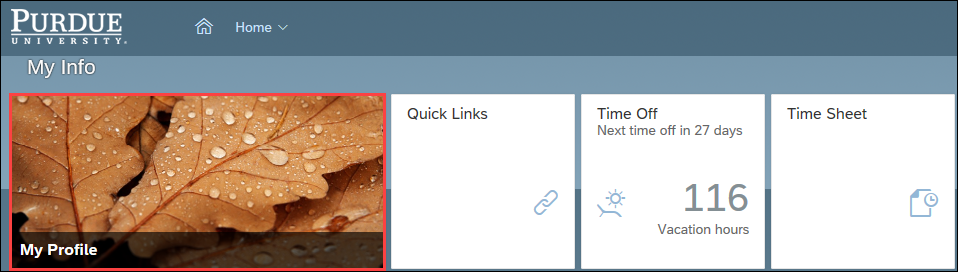 PURDUE
UNIVERSITY®
Home
My Info
My Profile
Quick Links
Time Off
Next time off in 27 days
116
Vacation hours
Time Sheet